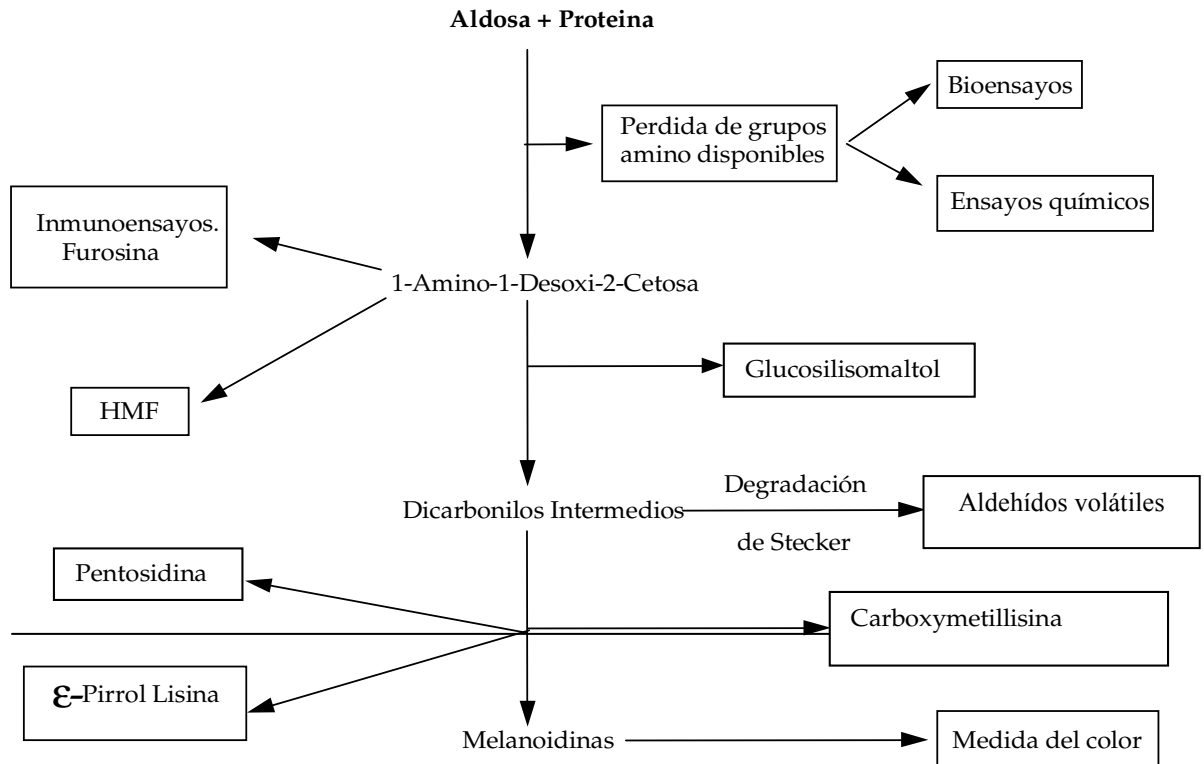 Aldosa + Proteina
Bioensayos
Perdida de grupos
amino disponibles
Ensayos químicos
Inmunoensayos.
Furosina
1-Amino-1-Desoxi-2-Cetosa
Glucosilisomaltol
HMF
Degradación
Dicarbonilos Intermedios
de Stecker
Aldehídos volátiles
Pentosidina
Carboxymetillisina
ε-Pirrol Lisina
Melanoidinas
Medida del color